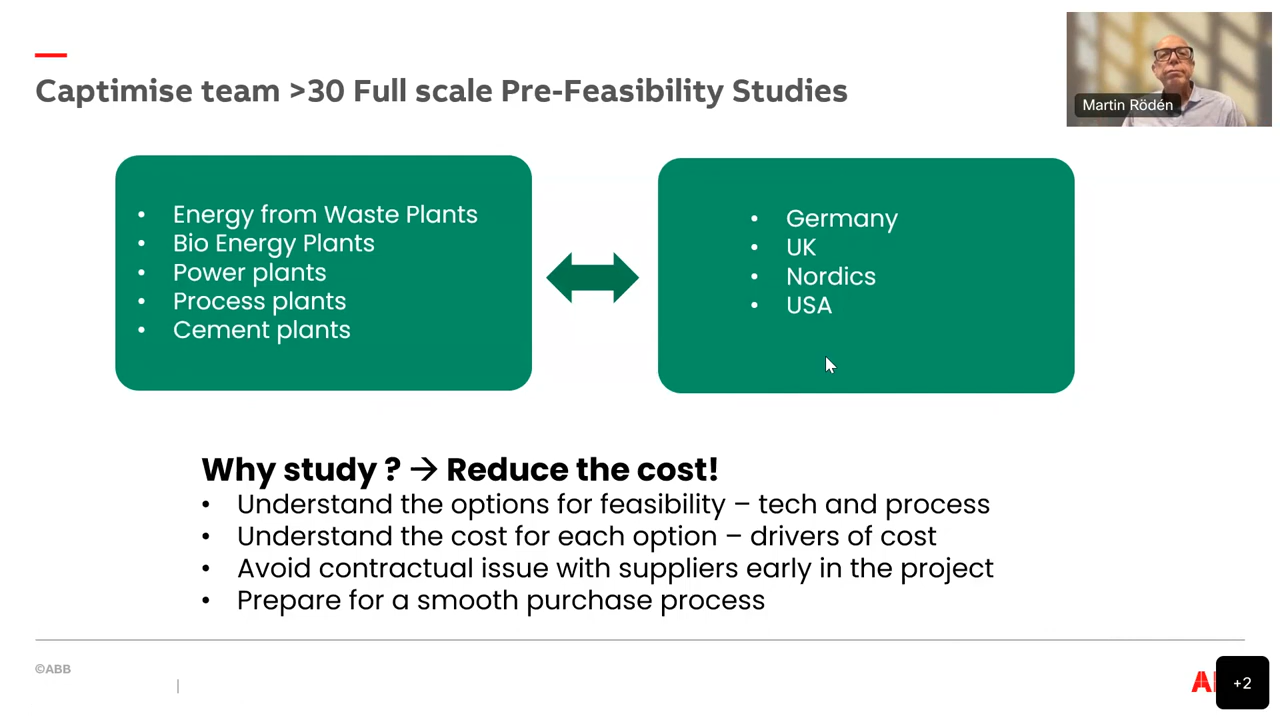 Captimise team >30 Full scale Pre-Feasibility Studies
Martin Rödén
• Energy from Waste Plants
• Bio Energy Plants
• Power plants
• Process plants
• Cement plants
• Germany
• UK
• Nordics
• USA
Why study ? → Reduce the cost!
• Understand the options for feasibility – tech and process
• Understand the cost for each option – drivers of cost
• Avoid contractual issue with suppliers early in the project
• Prepare for a smooth purchase process
©ABB
|
+2